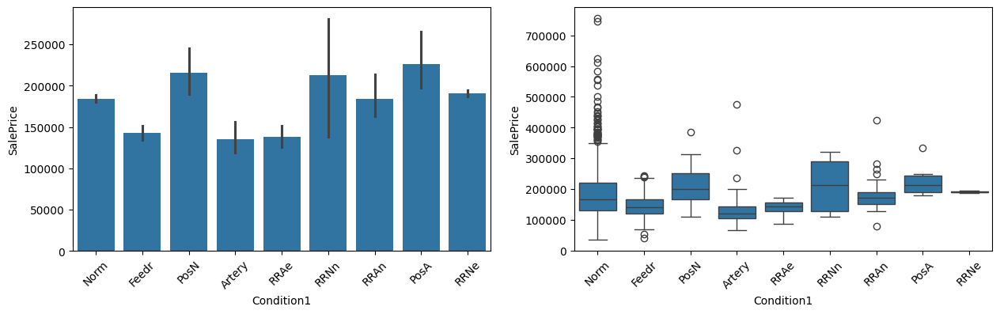 250000
200000
150000
100000
50000
0
SalePrice
Norm
Feedr
PosN
Artery
RRAe
RRNn
RRAn
PosA
RRNe
Condition1
700000
600000
500000
400000
300000
200000
100000
0
SalePrice
Norm
Feedr
PosN
Artery
RRAe
RRNn
RRAn
PosA
RRNe
Condition1